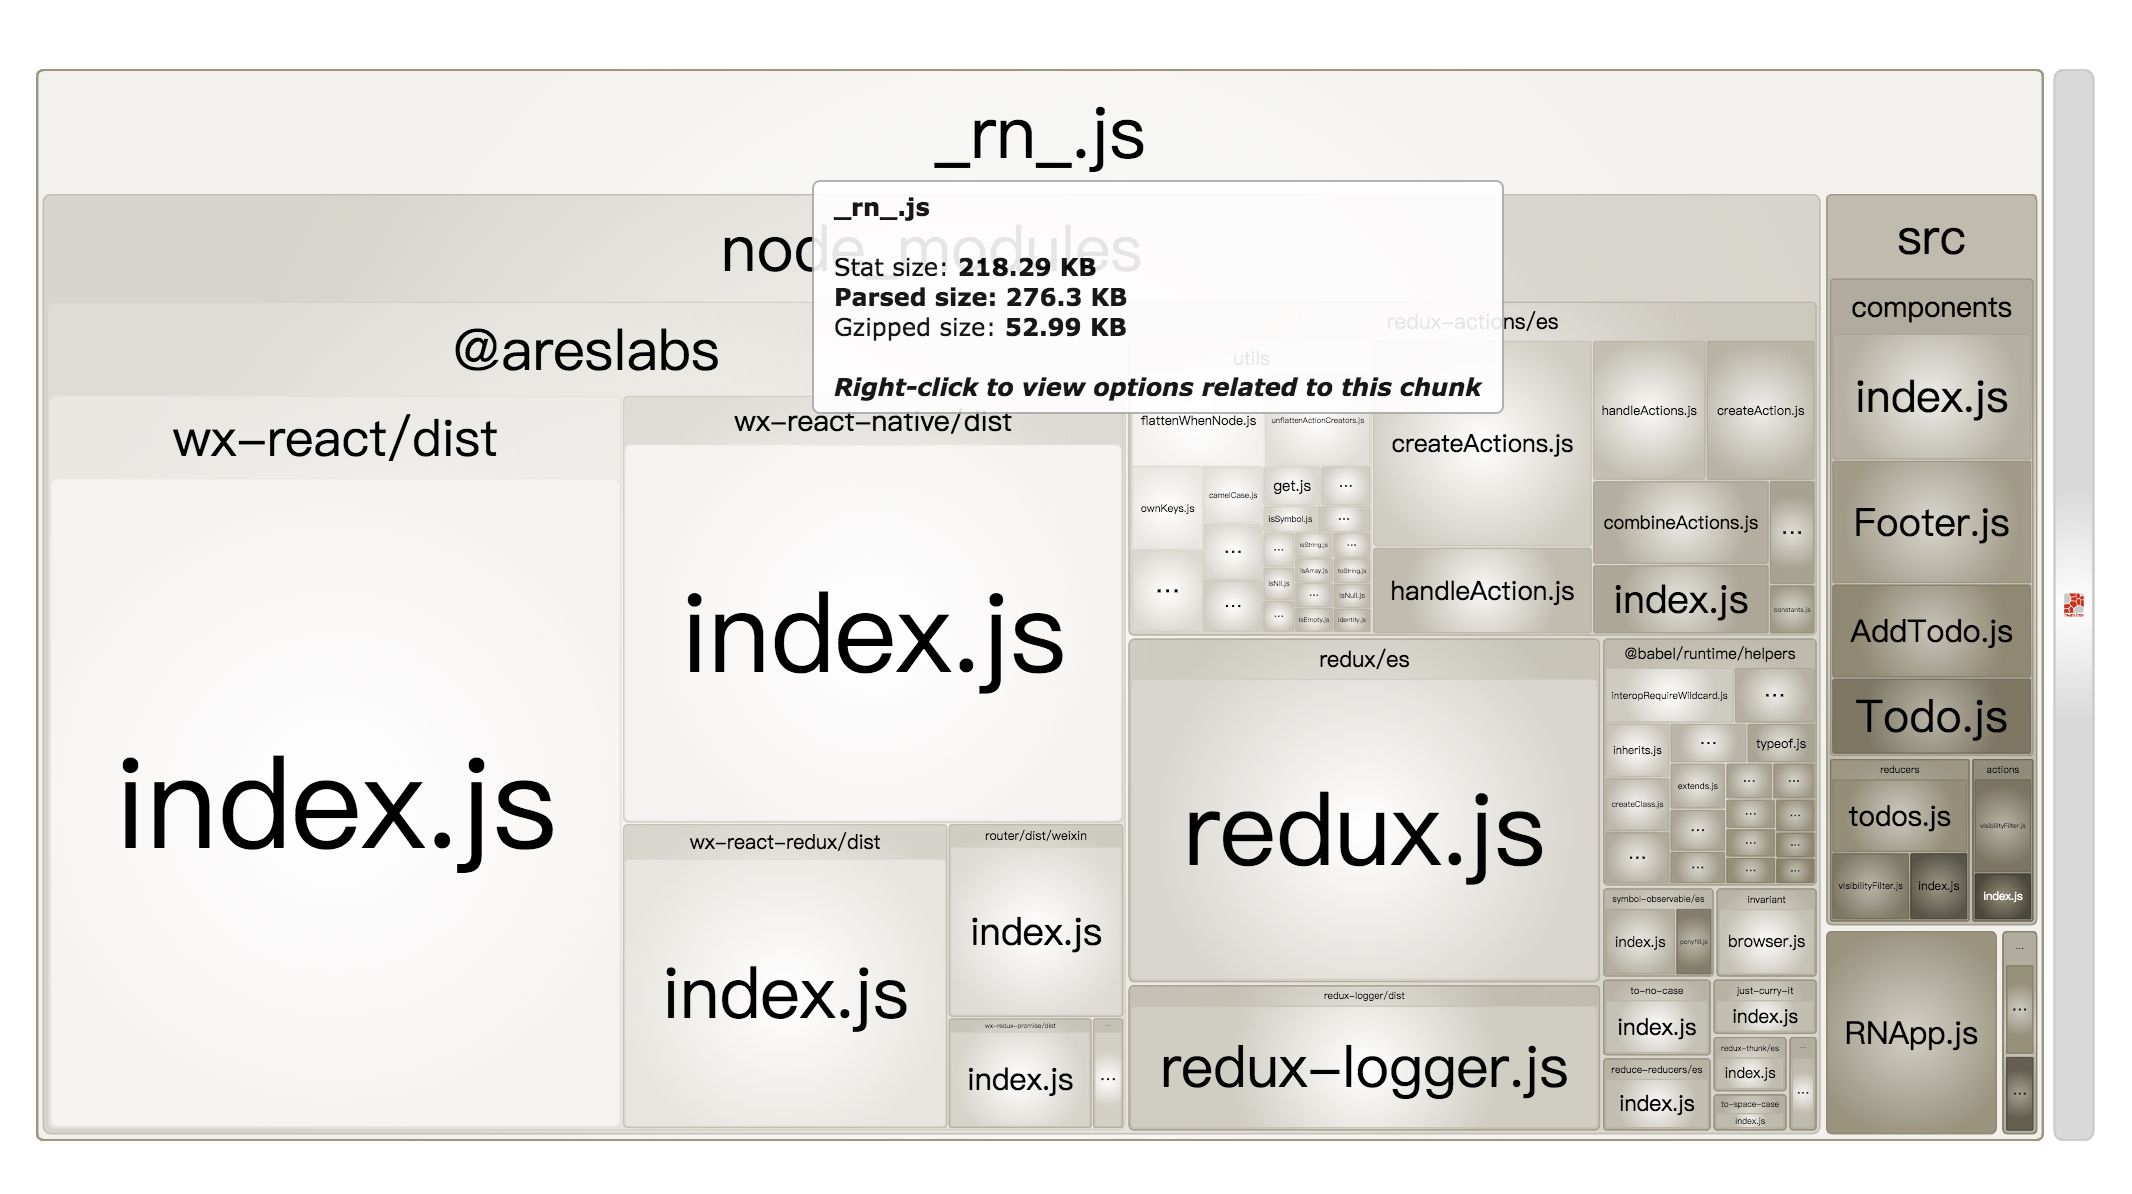 _rn_.js
_rn_.js
Stat size: 218.29 KB
Parsed size: 276.3 KB
Gzipped size: 52.99 KB
Right-click to view options related to this chunk
node_modules
@areslabs
wx-react/dist
index.js
wx-react-native/dist
index.js
wx-react-redux/dist
index.js
router/dist/weixin
index.js
wx-redux-promise/dist
index.js
...
...
redux-actions/es
utils
flattenWhenNode.js
unflattenActionCreators.js
ownKeys.js
camelCase.js
get.js
...
isSymbol.js
...
...
isString.js
...
...
isNil.js
isArray.js
toString.js
...
...
isNull.js
...
isEmpty.js
identity.js
createActions.js
handleAction.js
handleActions.js
createAction.js
combineActions.js
...
index.js
constants.js
redux/es
redux.js
redux-logger/dist
redux-logger.js
@babel/runtime/helpers
interopRequireWildcard.js
...
inherits.js
...
typeof.js
createClass.js
extends.js
...
...
...
...
...
...
...
...
...
...
...
symbol-observable/es
index.js
ponyfill.js
invariant
browser.js
to-no-case
index.js
just-curry-it
index.js
reduce-reducers/es
index.js
redux-thunk/es
index.js
to-space-case
index.js
...
...
src
components
index.js
Footer.js
AddTodo.js
Todo.js
reducers
todos.js
visibilityFilter.js
index.js
actions
visibilityFilter.js
index.js
RNApp.js
...
...
...